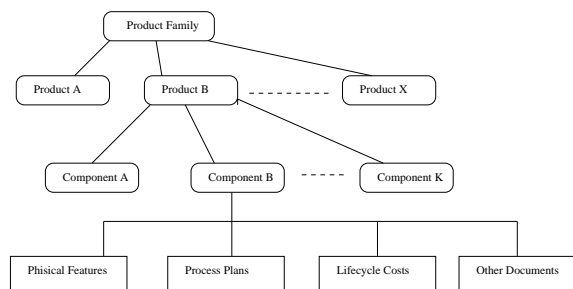 Product Family
Product A
Product B
Product X
Component A
Component B
Component K
Phisical Features
Process Plans
Lifecycle Costs
Other Documents